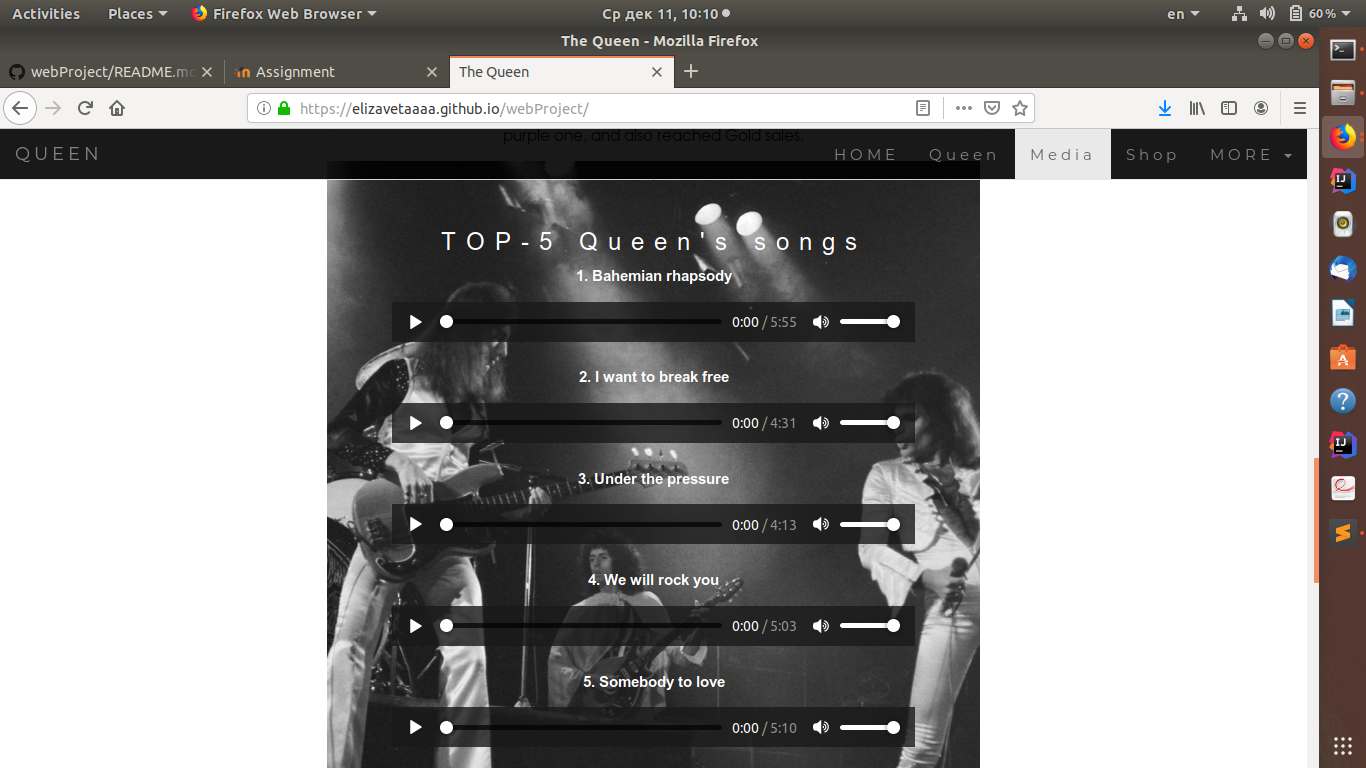 Activities Places Firefox Web Browser Ср дек 11, 10:10 en 60 %
The Queen - Mozilla Firefox
webProject/README.md Assignment The Queen
https://elizavetaaaa.github.io/webProject/
purple one, and also reached Gold sales.
QUEEN HOME Queen Media Shop MORE
TOP-5 Queen's songs
1. Bahemian rhapsody
0:00 / 5:55
2. I want to break free
0:00 / 4:31
3. Under the pressure
0:00 / 4:13
4. We will rock you
0:00 / 5:03
5. Somebody to love
0:00 / 5:10